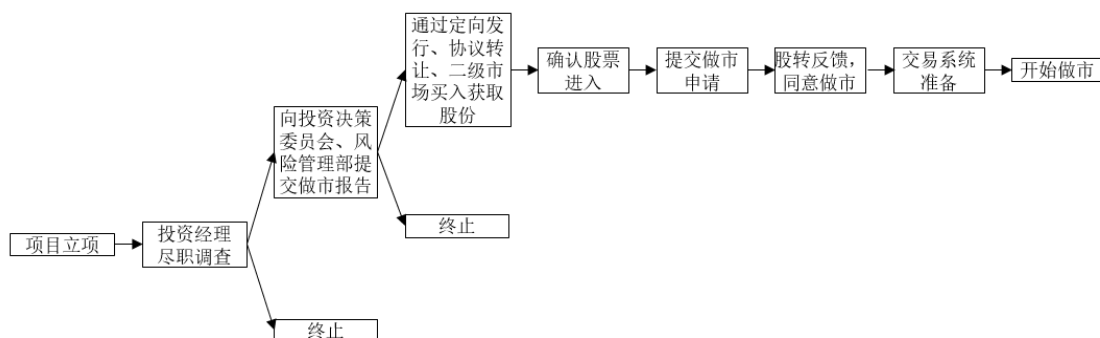 项目立项
投资经理
尽职调查
向投资决策
委员会、风
险管理部提
交做市报告
终止
通过定向发
行、协议转
让、二级市
场买入获取
股份
终止
确认股票
进入
提交做市
申请
股转反馈，
同意做市
交易系统
准备
开始做市